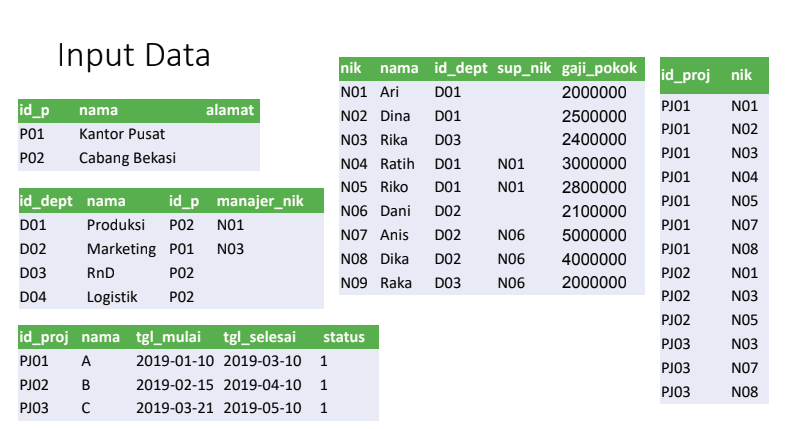 Input Data
id_p nama alamat
P01 Kantor Pusat
P02 Cabang Bekasi
id_dept nama id_p manajer_nik
D01 Produksi P02 N01
D02 Marketing P01 N03
D03 RnD P02
D04 Logistik P02
id_proj nama tgl_mulai tgl_selesai status
PJ01 A 2019-01-10 2019-03-10 1
PJ02 B 2019-02-15 2019-04-10 1
PJ03 C 2019-03-21 2019-05-10 1
nik nama id_dept sup_nik gaji_pokok
N01 Ari D01 2000000
N02 Dina D01 2500000
N03 Rika D03 2400000
N04 Ratih D01 N01 3000000
N05 Riko D01 N01 2800000
N06 Dani D02 2100000
N07 Anis D02 N06 5000000
N08 Dika D02 N06 4000000
N09 Raka D03 N06 2000000
id_proj nik
PJ01 N01
PJ01 N02
PJ01 N03
PJ01 N04
PJ01 N05
PJ01 N07
PJ01 N08
PJ02 N01
PJ02 N03
PJ02 N05
PJ03 N03
PJ03 N07
PJ03 N08